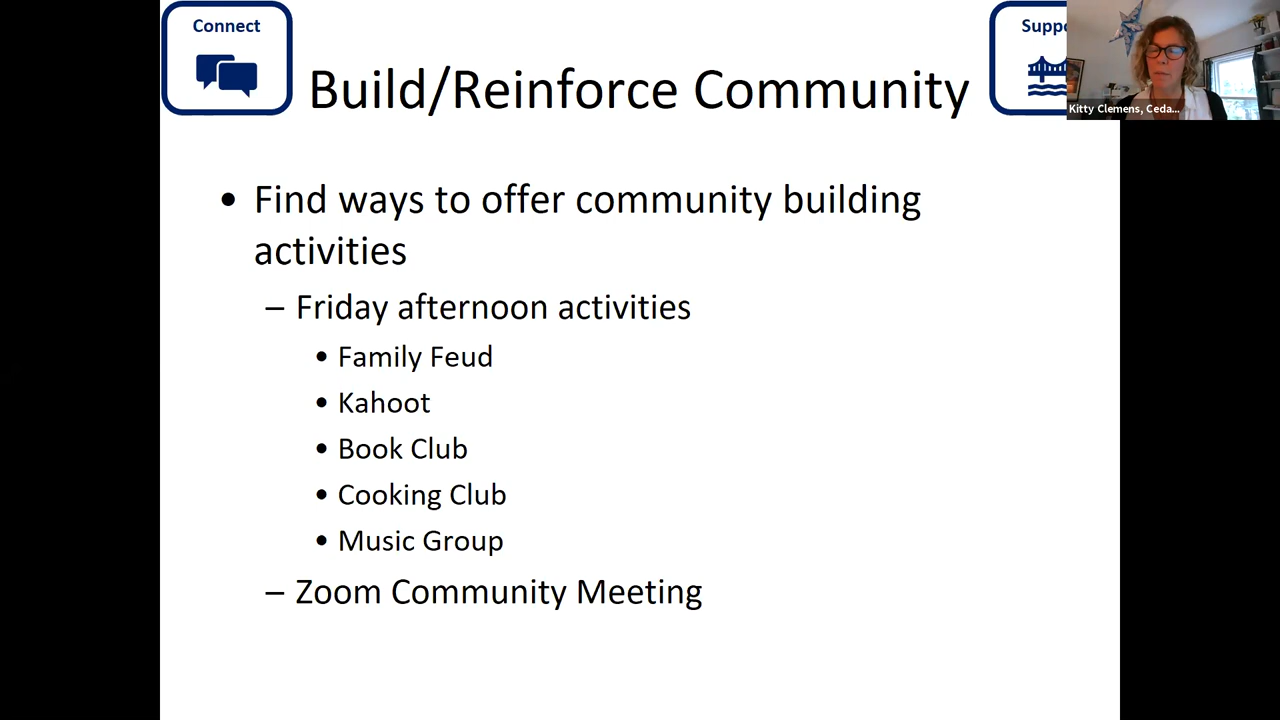 Connect
Suppo
Build/Reinforce Community
Kitty Clemens, Ceda...
• Find ways to offer community building
activities
– Friday afternoon activities
• Family Feud
• Kahoot
• Book Club
• Cooking Club
• Music Group
– Zoom Community Meeting